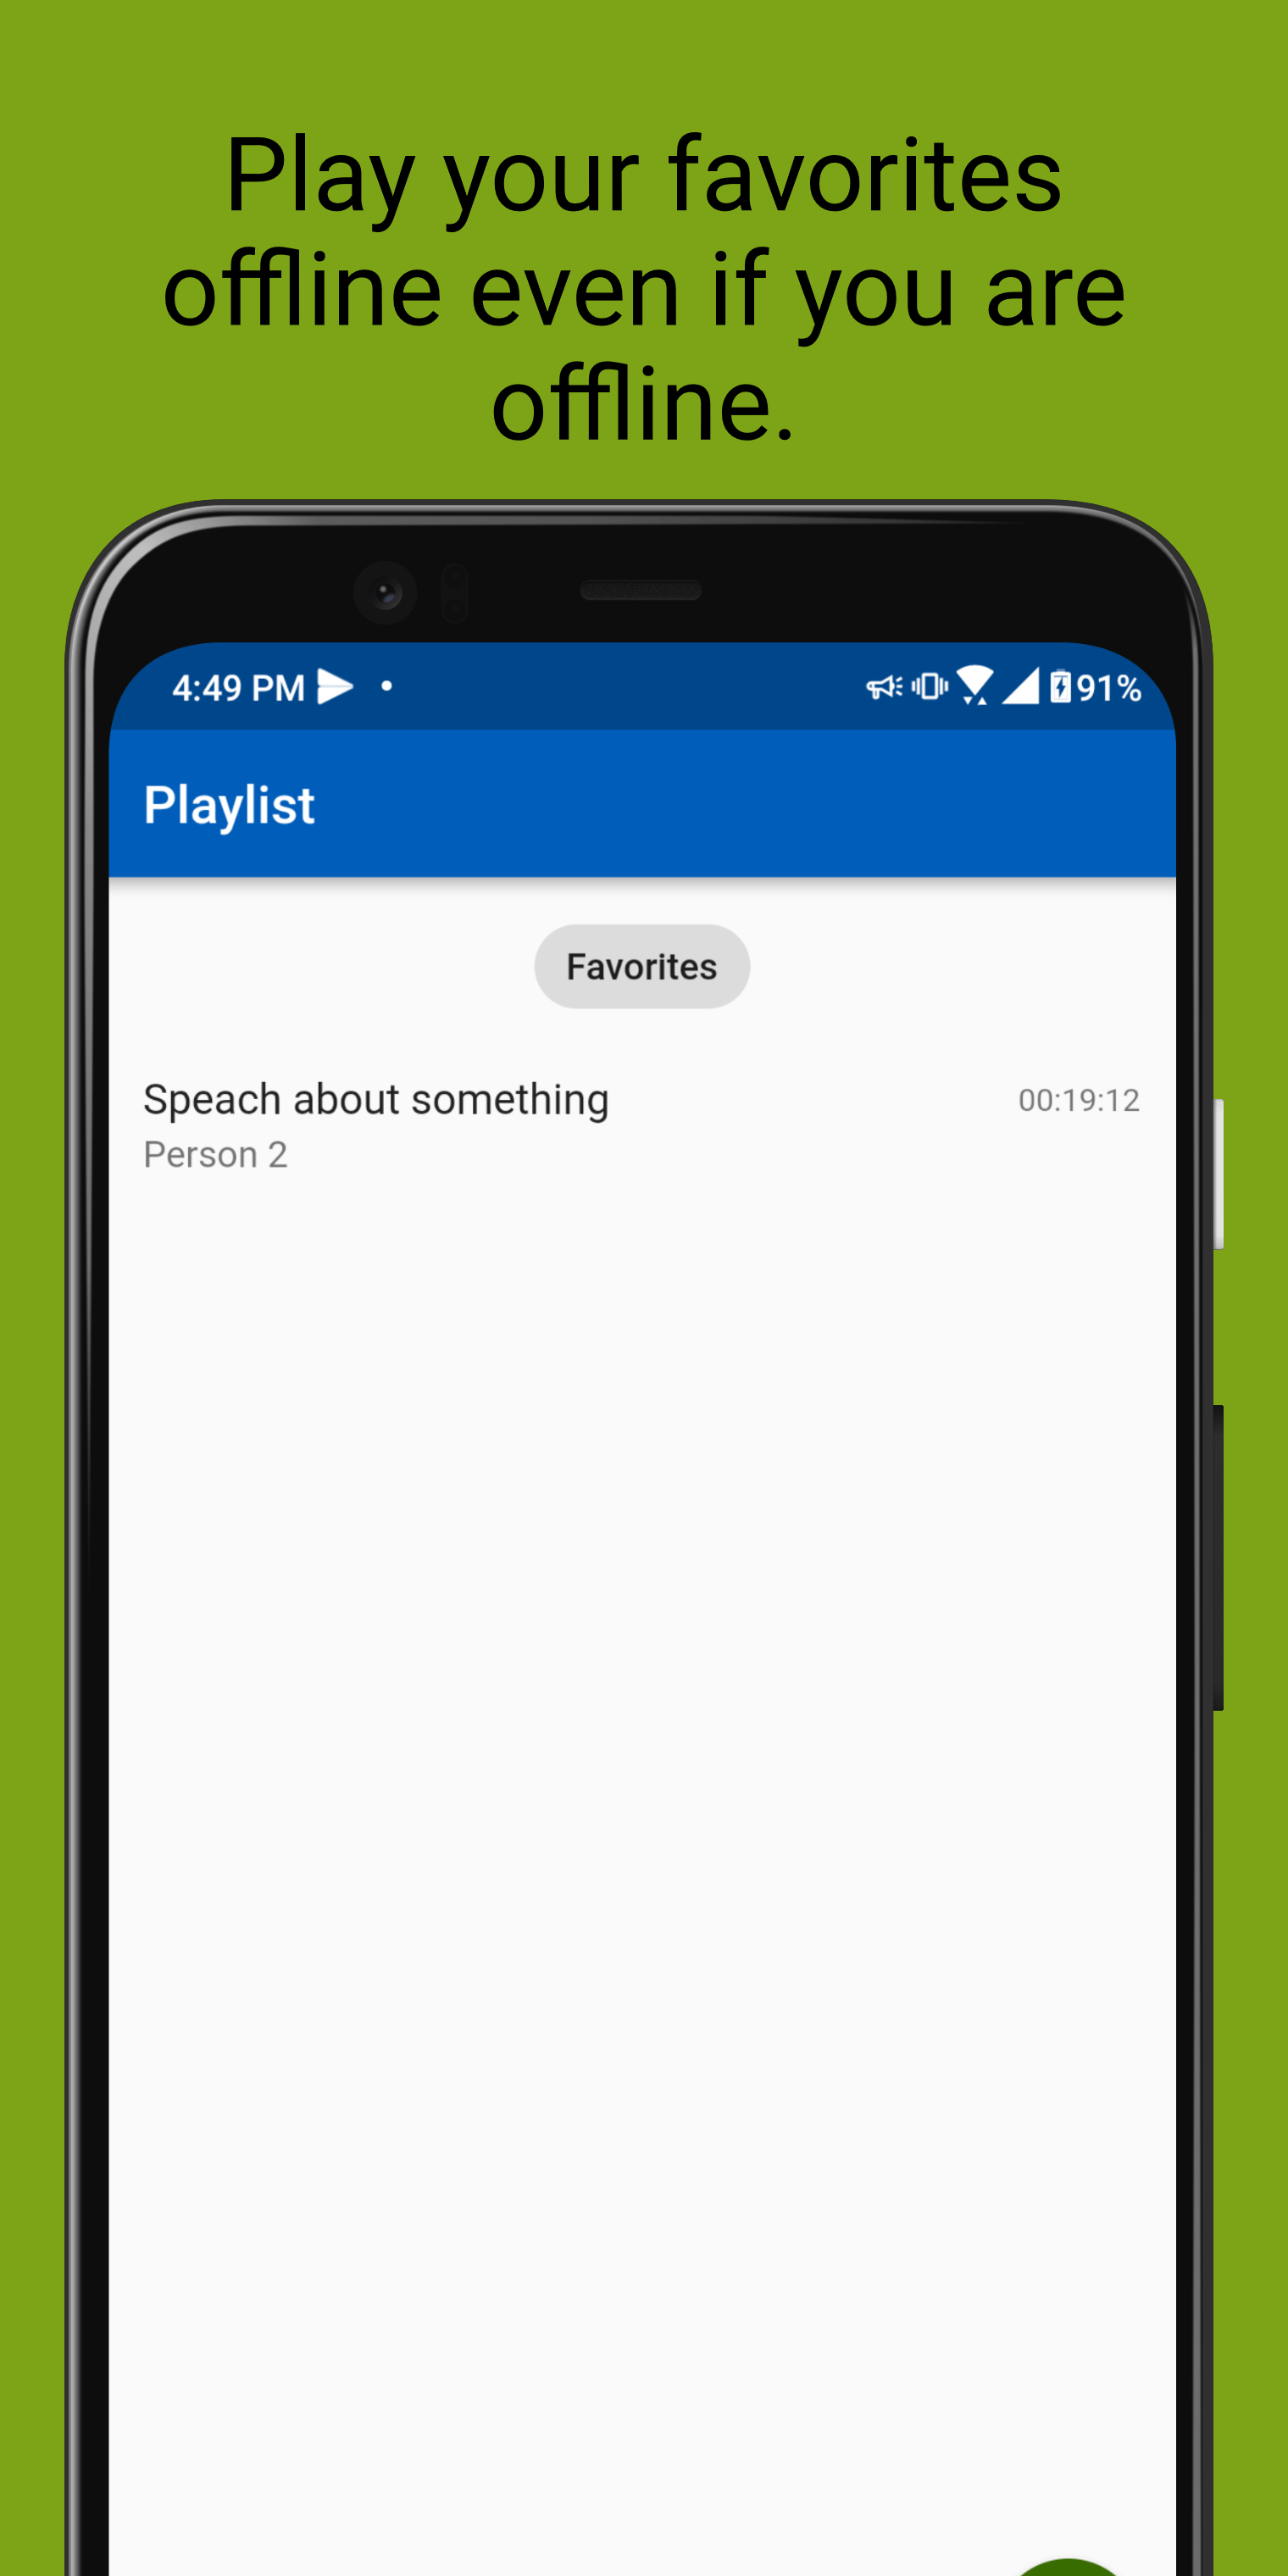 Play your favorites
offline even if you are
offline.
4:49 PM
91%
Playlist
Favorites
Speach about something
00:19:12
Person 2